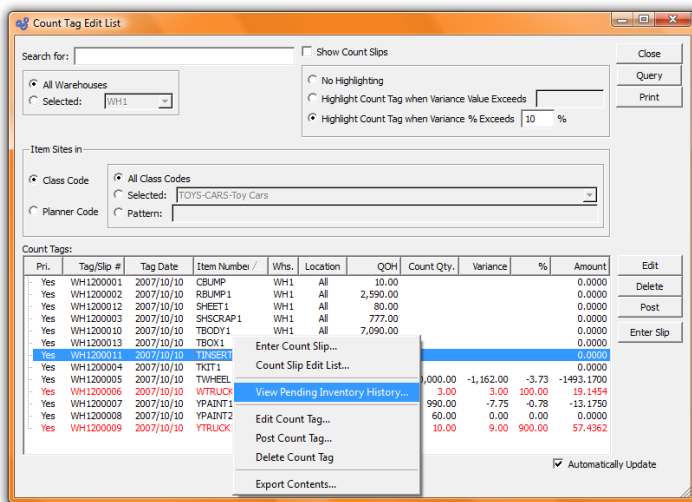 Count Tag Edit List
Search for:
Show Count Slips
Close
All Warehouses
Selected: WH1
No Highlighting
Query
Highlight Count Tag when Variance Value Exceeds
Print
Highlight Count Tag when Variance % Exceeds 10 %
Item Sites in
Class Code
All Class Codes
Selected: TOYS-CARS-Toy Cars
Planner Code
Pattern:
Count Tags:
Pri. Tag/Slip # Tag Date Item Number Whs. Location QOH Count Qty. Variance % Amount
Yes WH1200001 2007/10/10 CBUMP WH1 All 10.00 0.0000
Yes WH1200002 2007/10/10 RBUMP1 WH1 All 2,590.00 0.0000
Yes WH1200012 2007/10/10 SHEET1 WH1 All 80.00 0.0000
Yes WH1200003 2007/10/10 SHSCRAP1 WH1 All 777.00 0.0000
Yes WH1200010 2007/10/10 TBODY1 WH1 All 7,090.00 0.0000
Yes WH1200013 2007/10/10 TBOX1 0.0000
Yes WH1200011 2007/10/10 TINSERT 0.0000
Yes WH1200004 2007/10/10 TKIT1 0.0000
Yes WH1200005 2007/10/10 TWHEEL 0,000.00 -1,162.00 -3.73 -1493.1700
Yes WH1200006 2007/10/10 WTRUCK 3.00 3.00 100.00 19.1454
Yes WH1200007 2007/10/10 YPAINT1 990.00 -7.75 -0.78 -13.1750
Yes WH1200008 2007/10/10 YPAINT2 60.00 0.00 0.00 0.0000
Yes WH1200009 2007/10/10 YTRUCK 10.00 9.00 900.00 57.4362
Enter Count Slip...
Count Slip Edit List...
View Pending Inventory History...
Edit Count Tag...
Post Count Tag...
Delete Count Tag
Export Contents...
Edit
Delete
Post
Enter Slip
Automatically Update